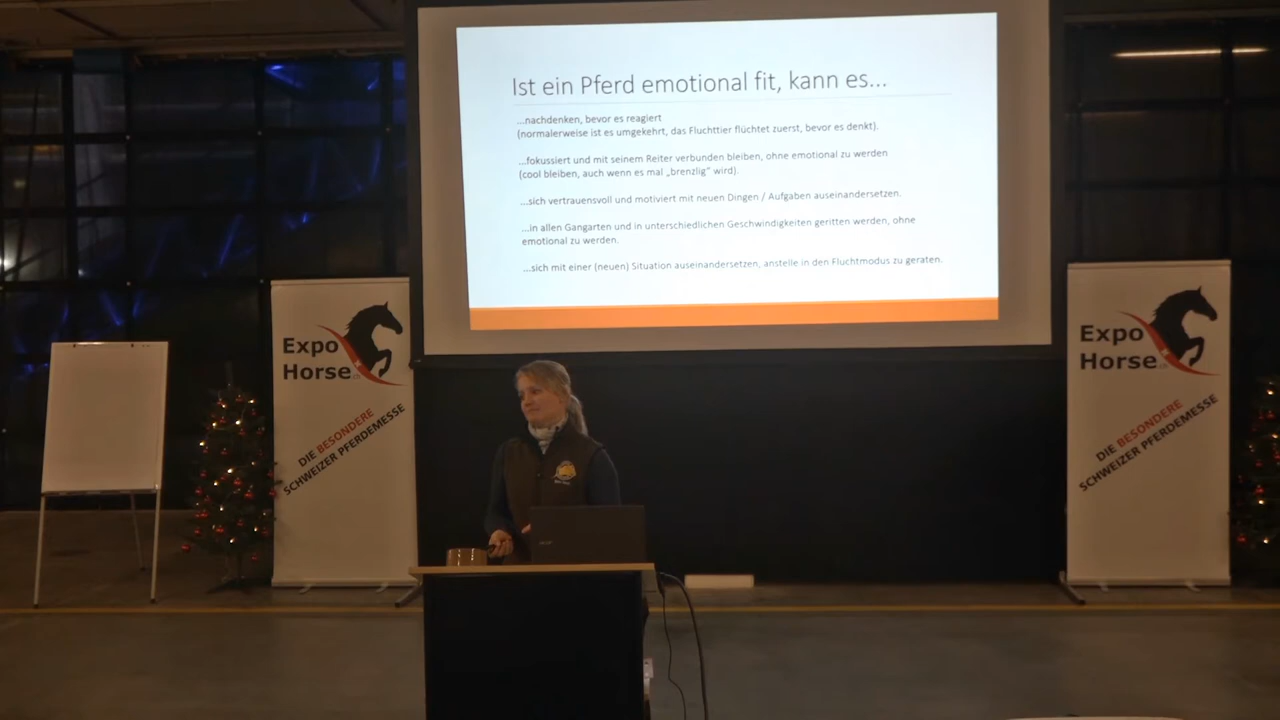 Ist ein Pferd emotional fit, kann es...
...nachdenken, bevor es reagiert
(normalerweise ist es umgekehrt, das Fluchttier flüchtet zuerst, bevor es denkt).
...fokussiert und mit seinem Reiter verbunden bleiben, ohne emotional zu werden
(cool bleiben, auch wenn es mal „brenzlig" wird).
...sich vertrauensvoll und motiviert mit neuen Dingen / Aufgaben auseinandersetzen.
...in allen Gangarten und in unterschiedlichen Geschwindigkeiten geritten werden, ohne
emotional zu werden.
...sich mit einer (neuen) Situation auseinandersetzen, anstelle in den Fluchtmodus zu geraten.
Expo
Horse.ch
DIE BESONDERE
SCHWEIZER PFERDEMESSE
Expo
Horse.ch
DIE BESONDERE
SCHWEIZER PFERDEMESSE